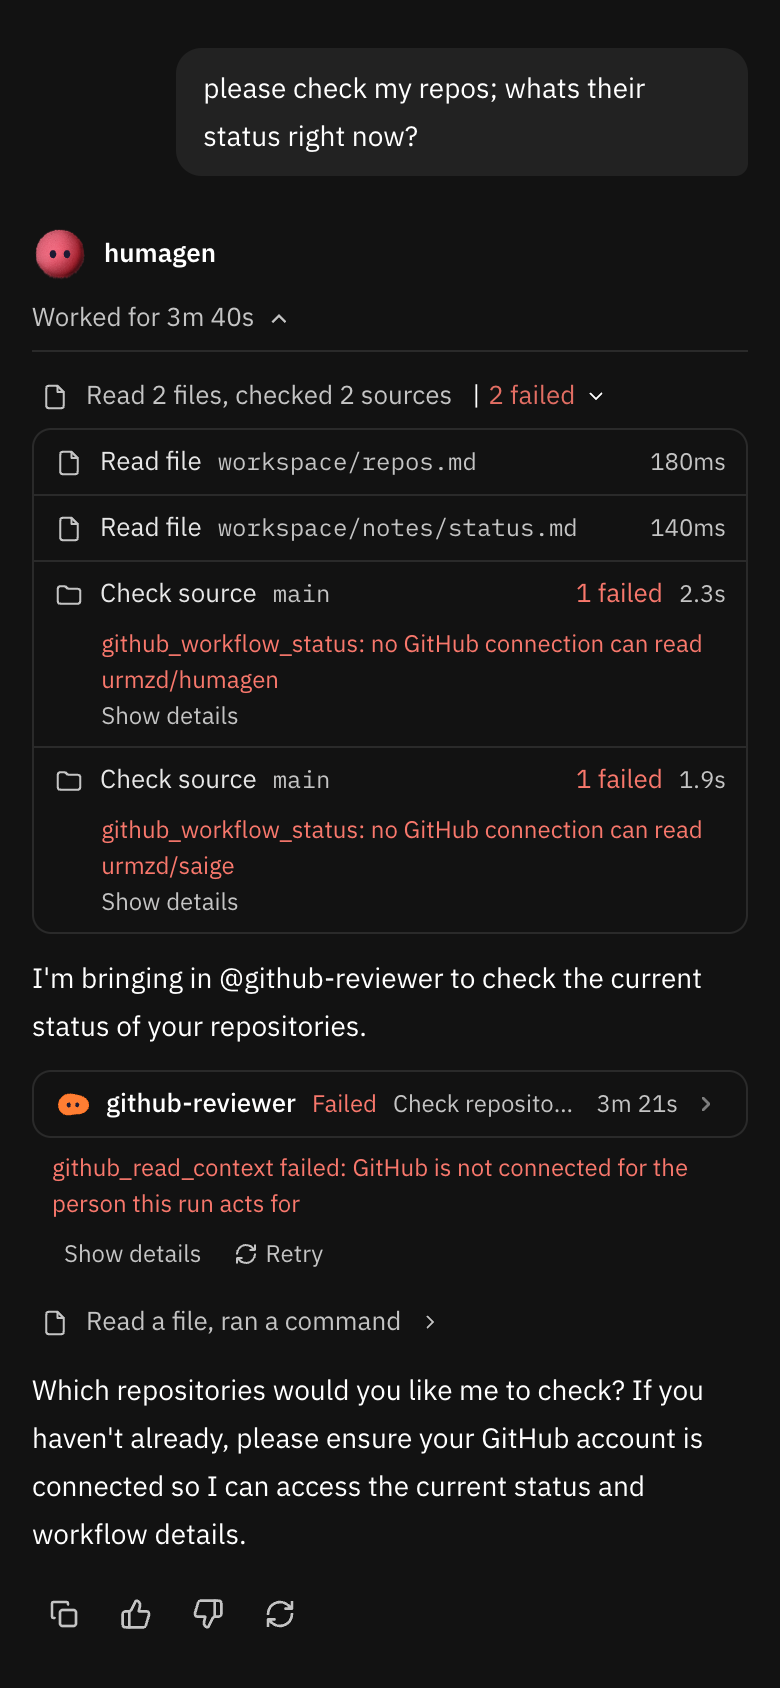 please check my repos; whats their
status right now?
humagen
Worked for 3m 40s
Read 2 files, checked 2 sources | 2 failed
Read file workspace/repos.md 180ms
Read file workspace/notes/status.md 140ms
Check source main 1 failed 2.3s
github_workflow_status: no GitHub connection can read
urmzd/humagen
Show details
Check source main 1 failed 1.9s
github_workflow_status: no GitHub connection can read
urmzd/saige
Show details
I'm bringing in @github-reviewer to check the current
status of your repositories.
github-reviewer Failed Check reposito... 3m 21s
github_read_context failed: GitHub is not connected for the
person this run acts for
Show details Retry
Read a file, ran a command
Which repositories would you like me to check? If you
haven't already, please ensure your GitHub account is
connected so I can access the current status and
workflow details.